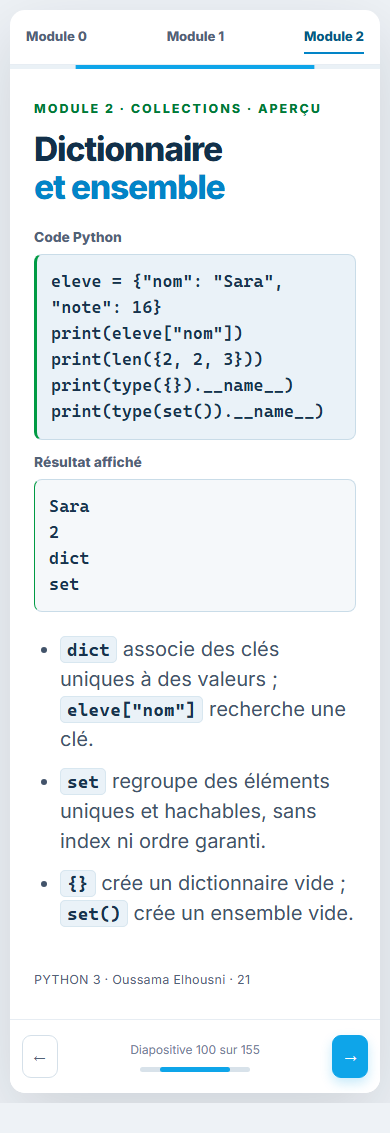 Module 0 Module 1 Module 2
MODULE 2 · COLLECTIONS · APERÇU
Dictionnaire
et ensemble
Code Python
eleve = {"nom": "Sara",
"note": 16}
print(eleve["nom"])
print(len({2, 2, 3}))
print(type({}).__name__)
print(type(set()).__name__)
Résultat affiché
Sara
2
dict
set
• dict associe des clés
uniques à des valeurs ;
eleve["nom"] recherche une
clé.
• set regroupe des éléments
uniques et hachables, sans
index ni ordre garanti.
• {} crée un dictionnaire vide ;
set() crée un ensemble vide.
PYTHON 3 · Oussama Elhousni · 21
← Diapositive 100 sur 155 →